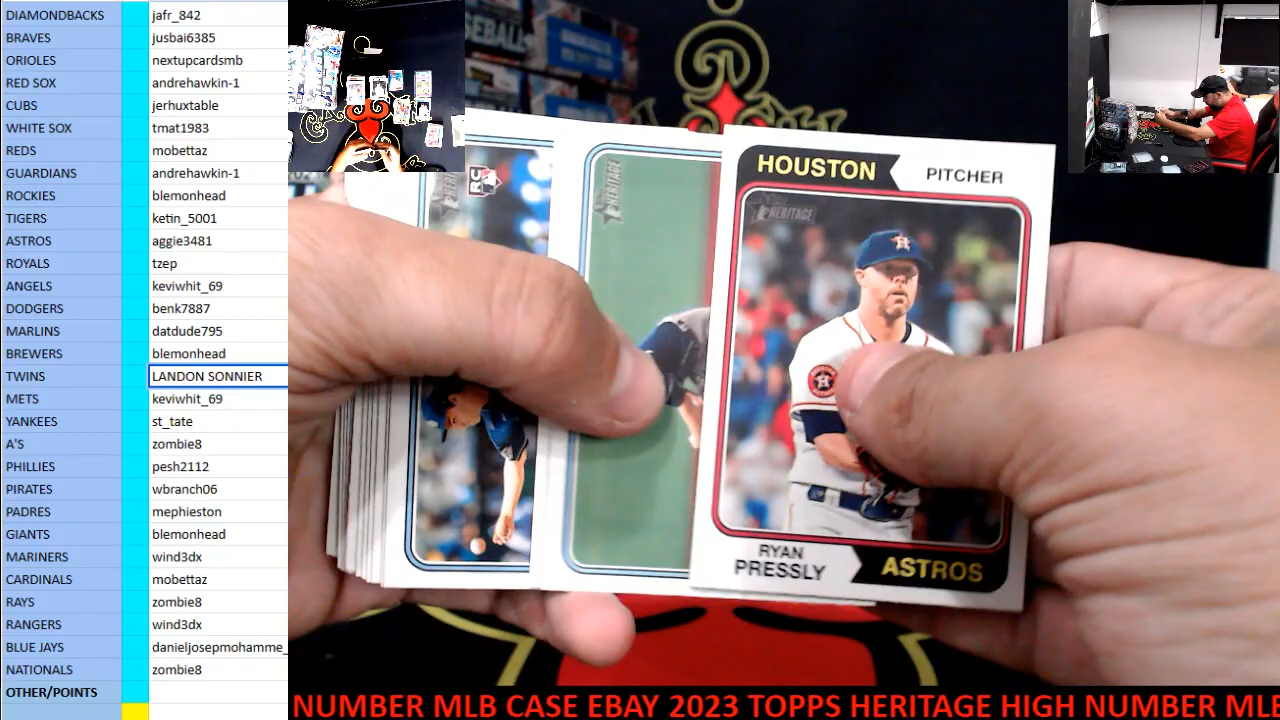 DIAMONDBACKS jafr_842
BRAVES jusbai6385
ORIOLES nextupcardsmb
RED SOX andrehawkin-1
CUBS jerhuxtable
WHITE SOX tmat1983
REDS mobettaz
GUARDIANS andrehawkin-1
ROCKIES blemonhead
TIGERS ketin_5001
ASTROS aggie3481
ROYALS tzep
ANGELS keviwhit_69
DODGERS benk7887
MARLINS datdude795
BREWERS blemonhead
TWINS LANDON SONNIER
METS keviwhit_69
YANKEES st_tate
A'S zombie8
PHILLIES pesh2112
PIRATES wbranch06
PADRES mephieston
GIANTS blemonhead
MARINERS wind3dx
CARDINALS mobettaz
RAYS zombie8
RANGERS wind3dx
BLUE JAYS danieljosepmohamme_
NATIONALS zombie8
OTHER/POINTS
RC
HERITAGE
HOUSTON PITCHER
HERITAGE
RYAN
PRESSLY
ASTROS
NUMBER MLB CASE EBAY 2023 TOPPS HERITAGE HIGH NUMBER MLB